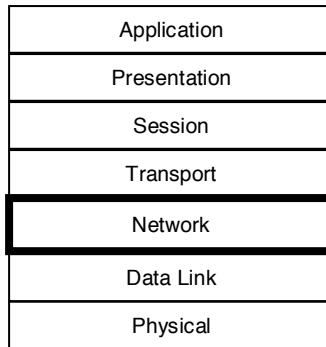 Application
Presentation
Session
Transport
Network
Data Link
Physical